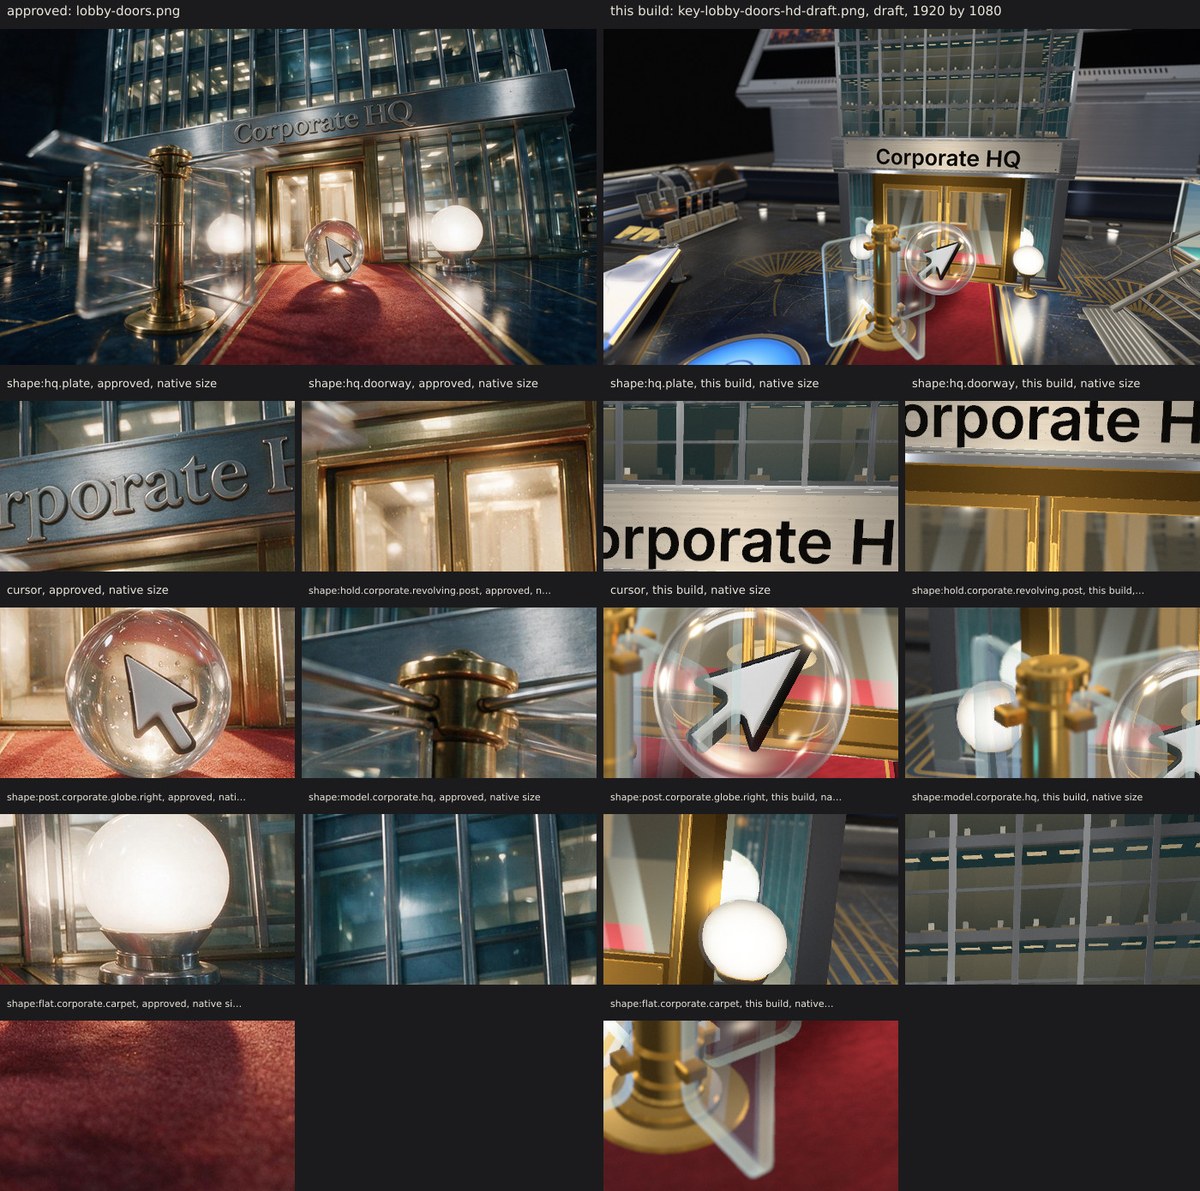 approved: lobby-doors.png
this build: key-lobby-doors-hd-draft.png, draft, 1920 by 1080
Corporate HQ
Corporate HQ
shape:hq.plate, approved, native size
shape:hq.doorway, approved, native size
shape:hq.plate, this build, native size
shape:hq.doorway, this build, native size
rporate H
orporate H
orporate H
cursor, approved, native size
shape:hold.corporate.revolving.post, approved, n...
cursor, this build, native size
shape:hold.corporate.revolving.post, this build,...
shape:post.corporate.globe.right, approved, nati...
shape:model.corporate.hq, approved, native size
shape:post.corporate.globe.right, this build, na...
shape:model.corporate.hq, this build, native size
shape:flat.corporate.carpet, approved, native si...
shape:flat.corporate.carpet, this build, native...